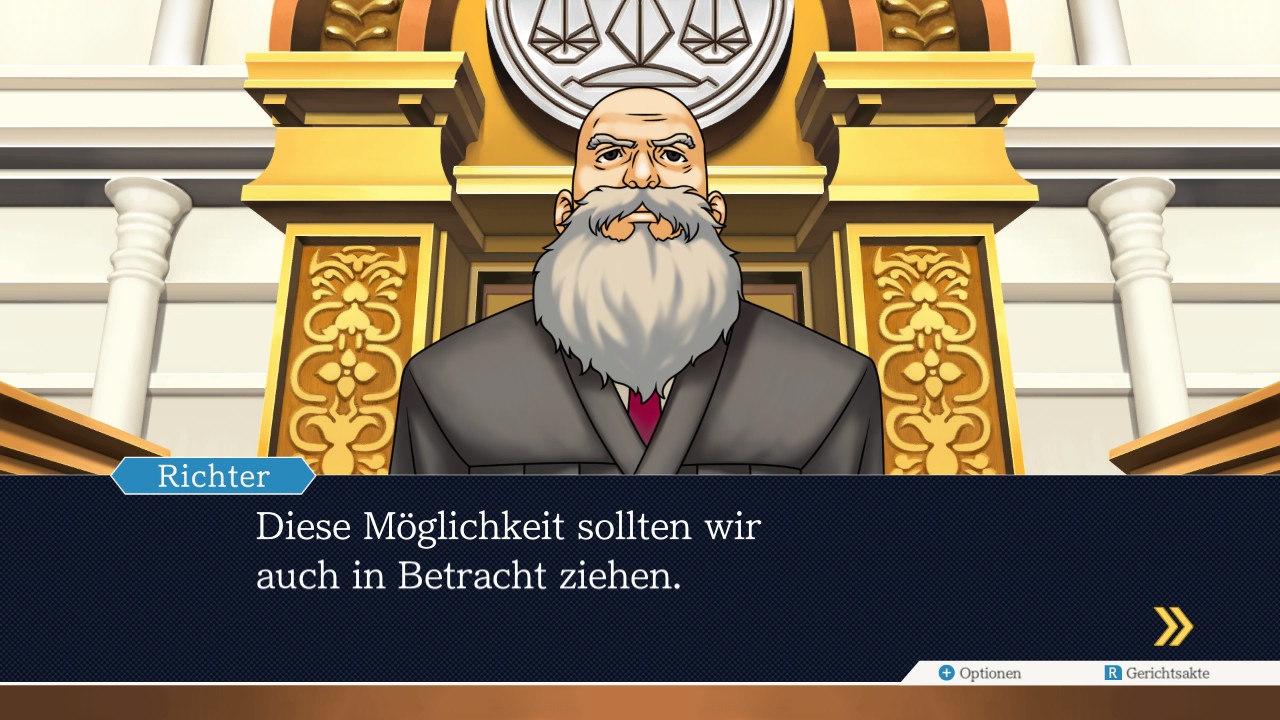 Richter
Diese Möglichkeit sollten wir
auch in Betracht ziehen.
+ Optionen
R Gerichtsakte